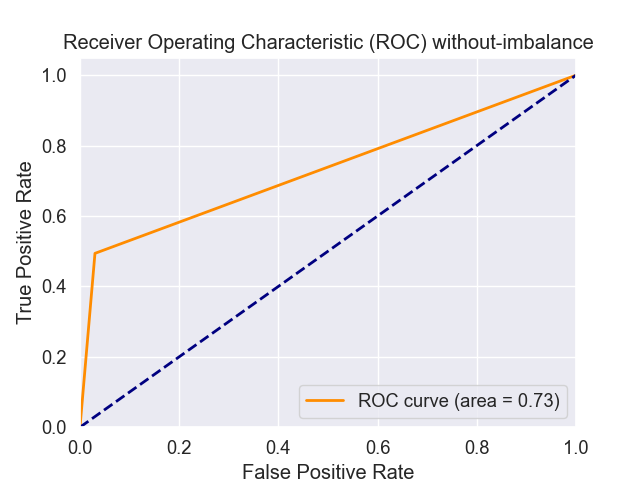 Receiver Operating Characteristic (ROC) without-imbalance
True Positive Rate
1.0
0.8
0.6
0.4
0.2
0.0
ROC curve (area = 0.73)
0.0 0.2 0.4 0.6 0.8 1.0
False Positive Rate